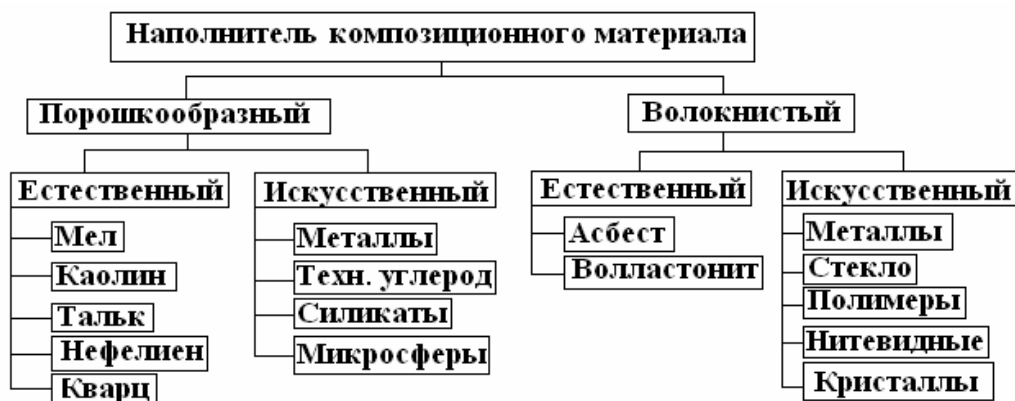 Наполнитель композиционного материала
Порошкообразный
Волокнистый
Естественный
Искусственный
Естественный
Искусственный
Мел
Каолин
Тальк
Нефелиен
Кварц
Металлы
Техн. углерод
Силикаты
Микросферы
Асбест
Волластонит
Металлы
Стекло
Полимеры
Нитевидные
Кристаллы